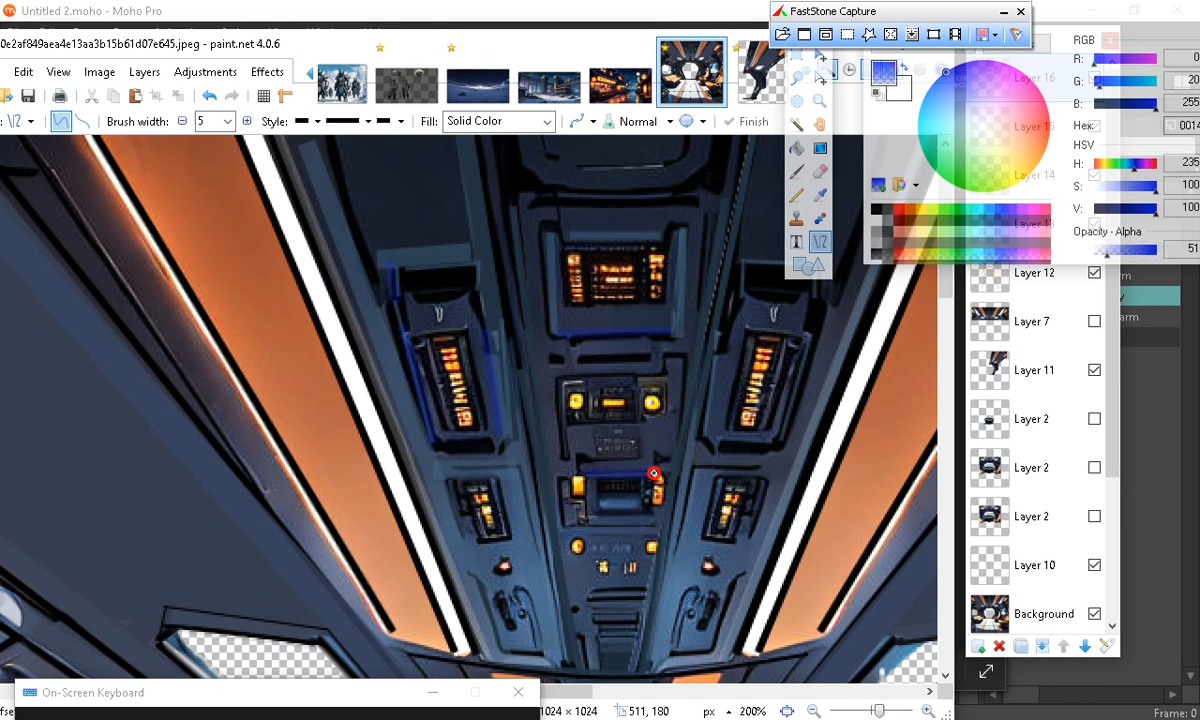 Untitled 2.moho - Moho Pro
FastStone Capture
0e2af849aea4e13aa3b15b61d07e645.jpeg - paint.net 4.0.6
Edit View Image Layers Adjustments Effects
Brush width: 5 Style: Fill: Solid Color Normal Finish
RGB
R: 0
G: 20
B: 255
Hex: 0014
HSV
H: 235
S: 100
V: 100
Opacity - Alpha
51
Layer 16
Layer 15
Layer 14
Layer 13
Layer 12
Layer 7
Layer 11
Layer 2
Layer 2
Layer 2
Layer 10
Background
On-Screen Keyboard
1024 × 1024 511, 180 px 200%
Frame: 0